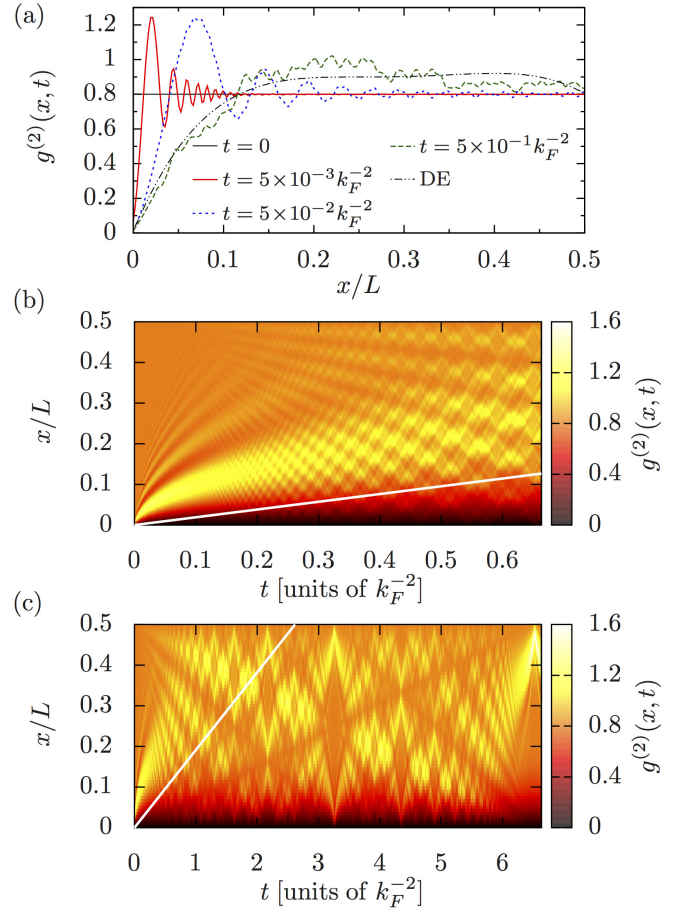 (a)
g^{(2)}(x, t)
1.2
1
0.8
0.6
0.4
0.2
0
t = 0
t = 5×10^{-3}k_F^{-2}
t = 5×10^{-2}k_F^{-2}
t = 5×10^{-1}k_F^{-2}
DE
0 0.1 0.2 0.3 0.4 0.5
x/L
(b)
x/L
0.5
0.4
0.3
0.2
0.1
0
0 0.1 0.2 0.3 0.4 0.5 0.6
t [units of k_F^{-2}]
1.6
1.2
0.8
0.4
0
g^{(2)}(x, t)
(c)
x/L
0.5
0.4
0.3
0.2
0.1
0
0 1 2 3 4 5 6
t [units of k_F^{-2}]
1.6
1.2
0.8
0.4
0
g^{(2)}(x, t)